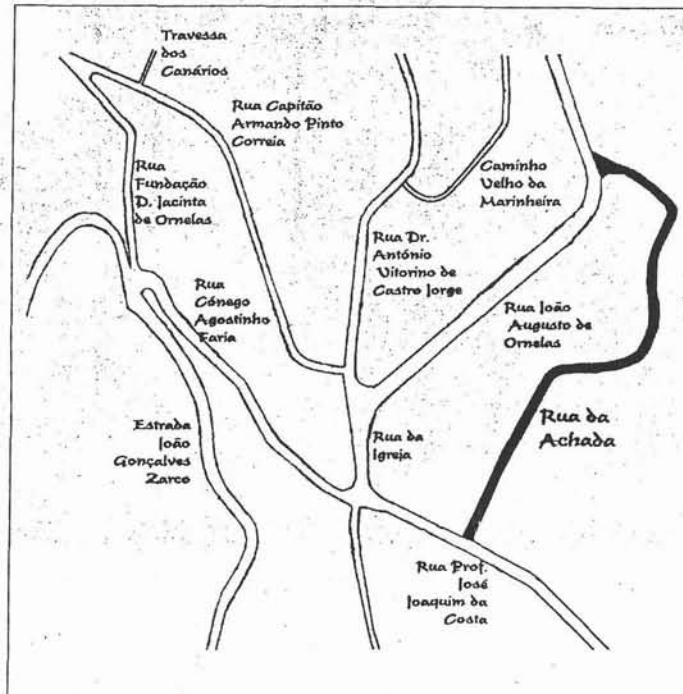 Travessa
dos
Canários
Rua Capitão
Armando Pinto
Correia
Rua
Fundação
D. Jacinta
de Ornelas
Caminho
Velho da
Marinheira
Rua Dr.
António
Vitorino de
Castro Jorge
Rua
Cónego
Agostinho
Faria
Rua João
Augusto de
Ornelas
Estrada
João
Gonçalves
Zarco
Rua da
Igreja
Rua da
Achada
Rua Prof.
José
Joaquim da
Costa